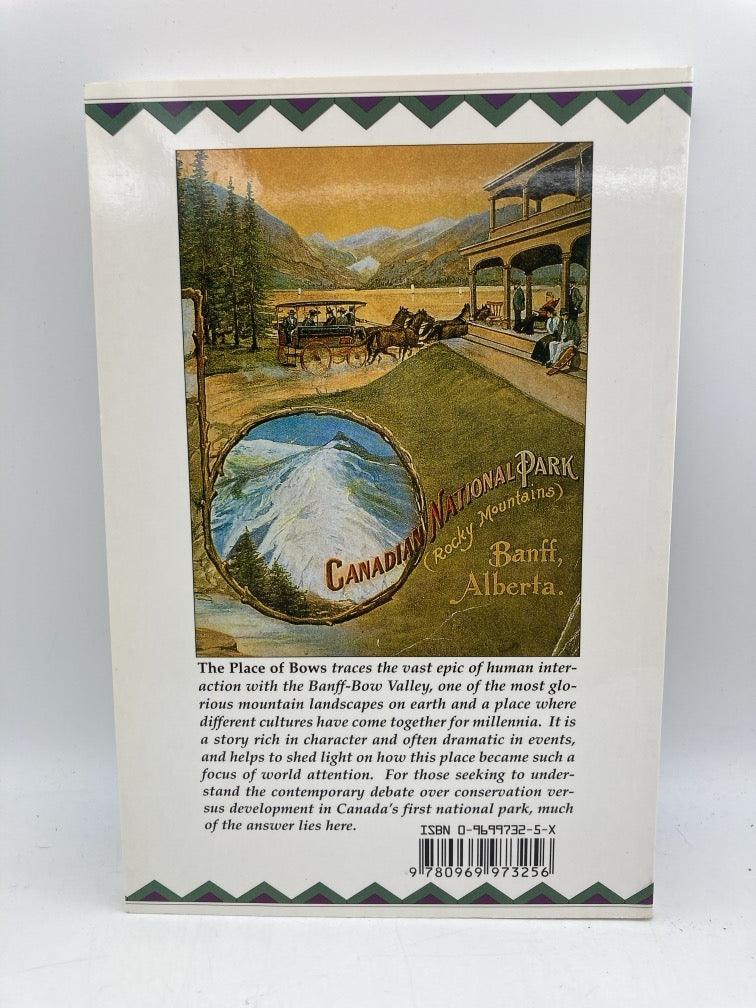 CANADIAN NATIONAL PARK
(Rocky Mountains)
Banff,
Alberta.
The Place of Bows traces the vast epic of human inter-
action with the Banff-Bow Valley, one of the most glo-
rious mountain landscapes on earth and a place where
different cultures have come together for millennia. It is
a story rich in character and often dramatic in events,
and helps to shed light on how this place became such a
focus of world attention. For those seeking to under-
stand the contemporary debate over conservation ver-
sus development in Canada's first national park, much
of the answer lies here.
ISBN 0-9699732-5-X
9 780969 973256